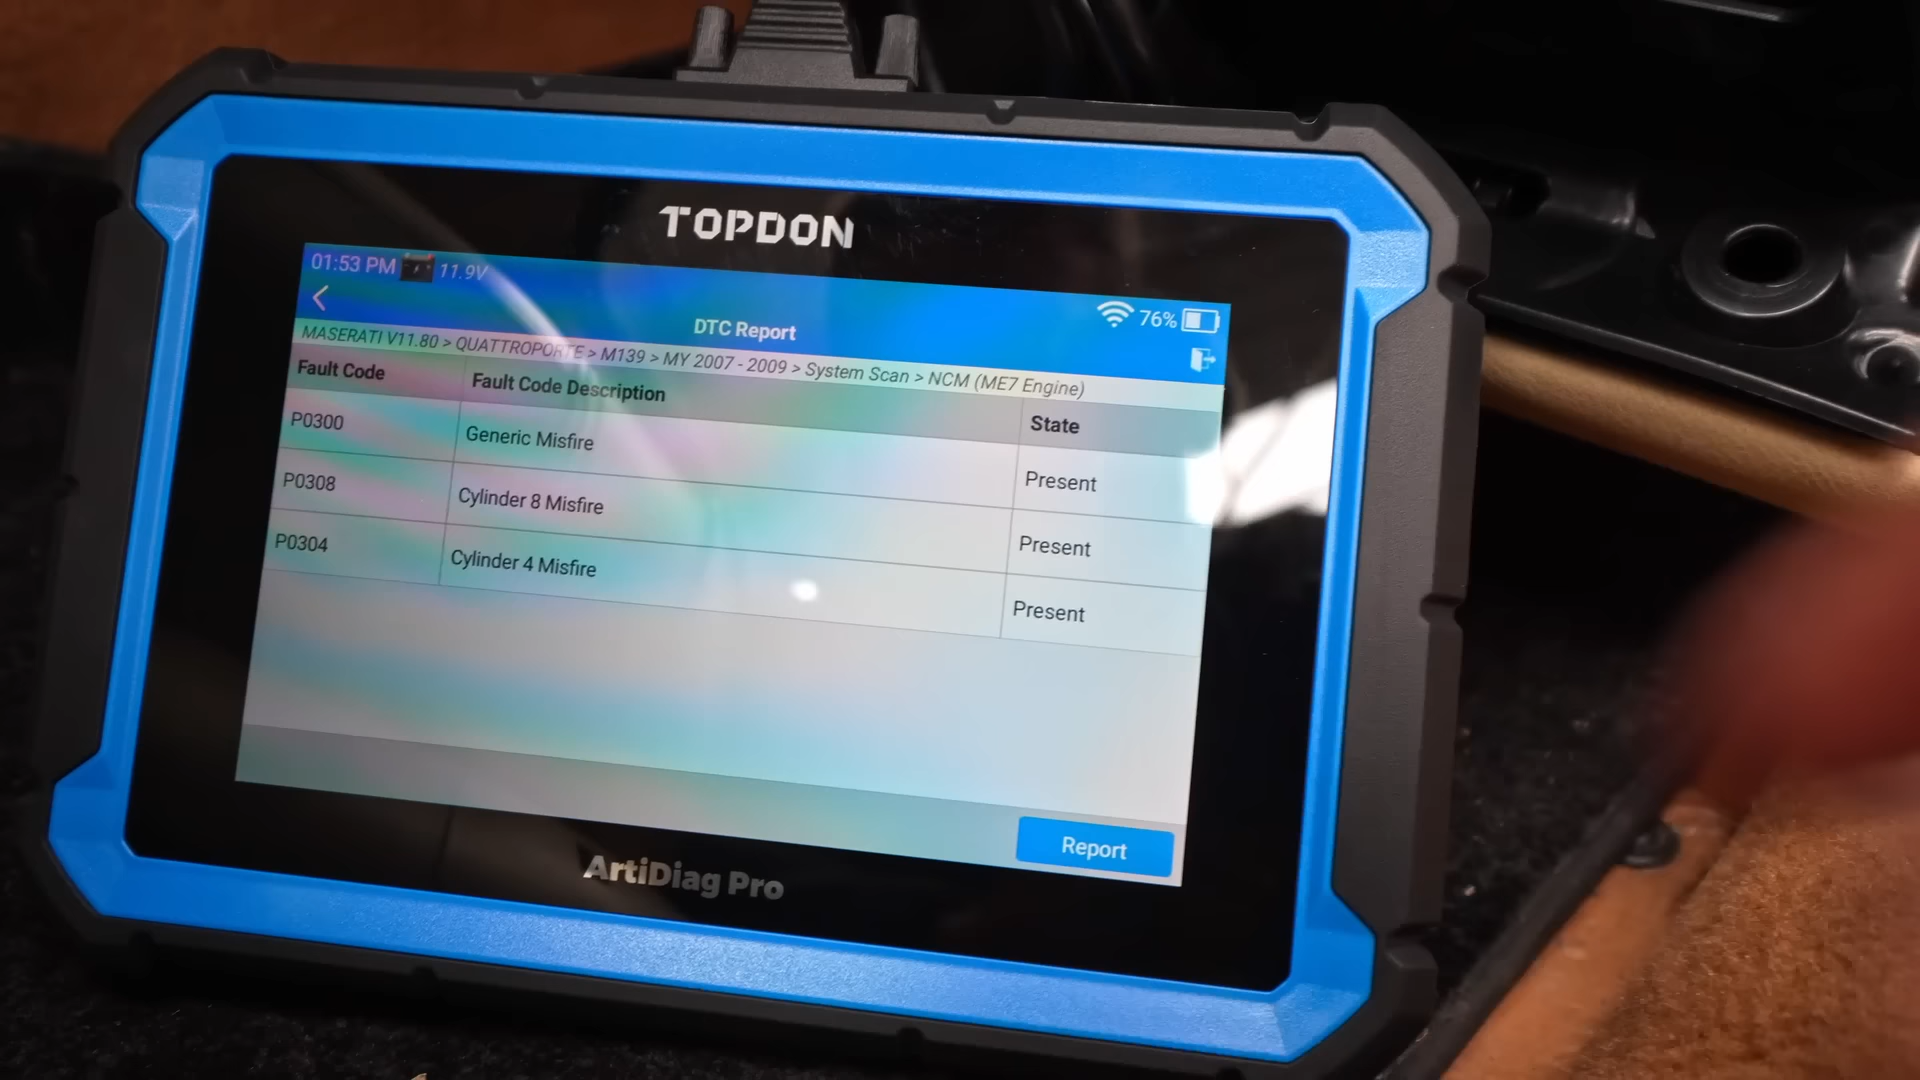 TOPDON
01:53 PM 11.9V
76%
DTC Report
MASERATI V11.80 > QUATTROPORTE > M139 > MY 2007 - 2009 > System Scan > NCM (ME7 Engine)
Fault Code Fault Code Description State
P0300 Generic Misfire Present
P0308 Cylinder 8 Misfire Present
P0304 Cylinder 4 Misfire Present
Report
ArtiDiag Pro